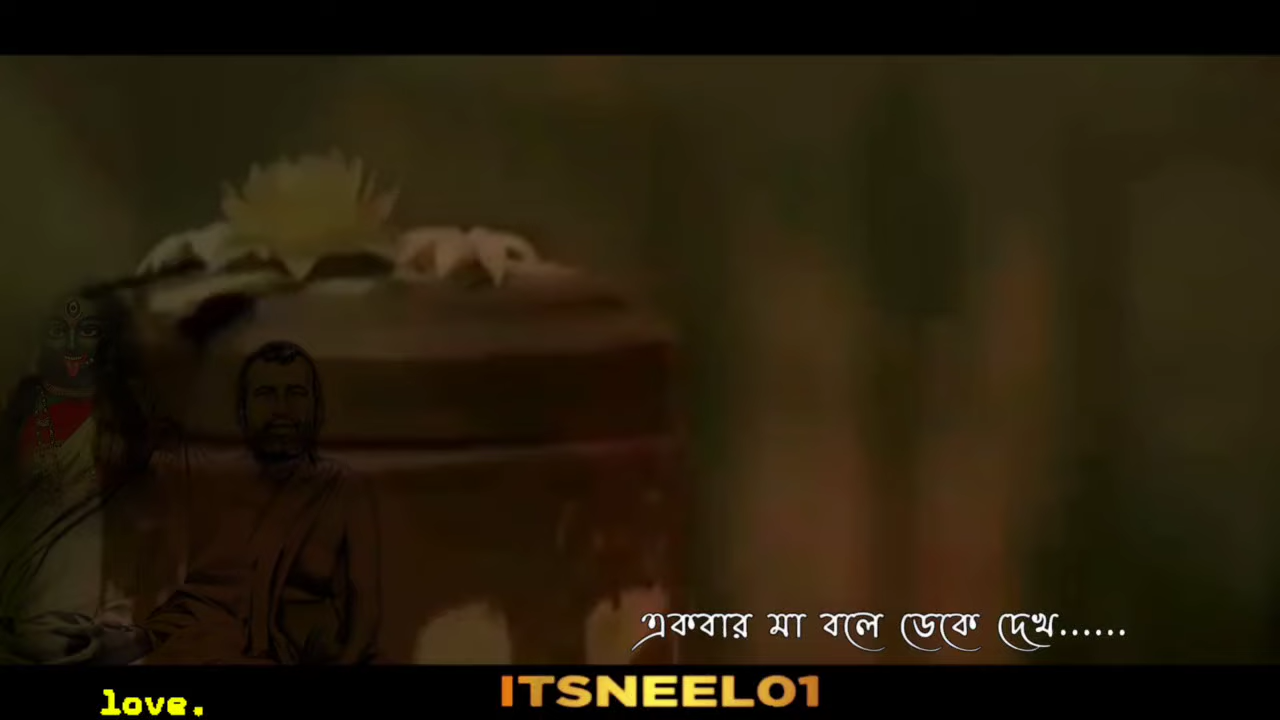 একবার মা বলে ডেকে দেখ......
ITSNEEL01
love.